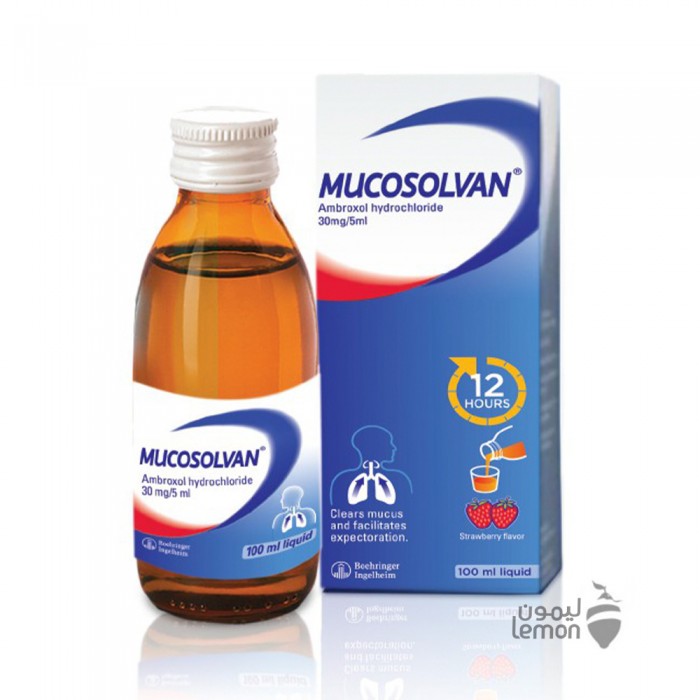 MUCOSOLVAN®
Ambroxol hydrochloride
30mg/5ml
12
HOURS
Clears mucus
and facilitates
expectoration.
Strawberry flavor
Boehringer
Ingelheim
100 ml liquid
MUCOSOLVAN®
Ambroxol hydrochloride
30 mg/5 ml
100 ml liquid
Boehringer
Ingelheim
ليمون
lemon